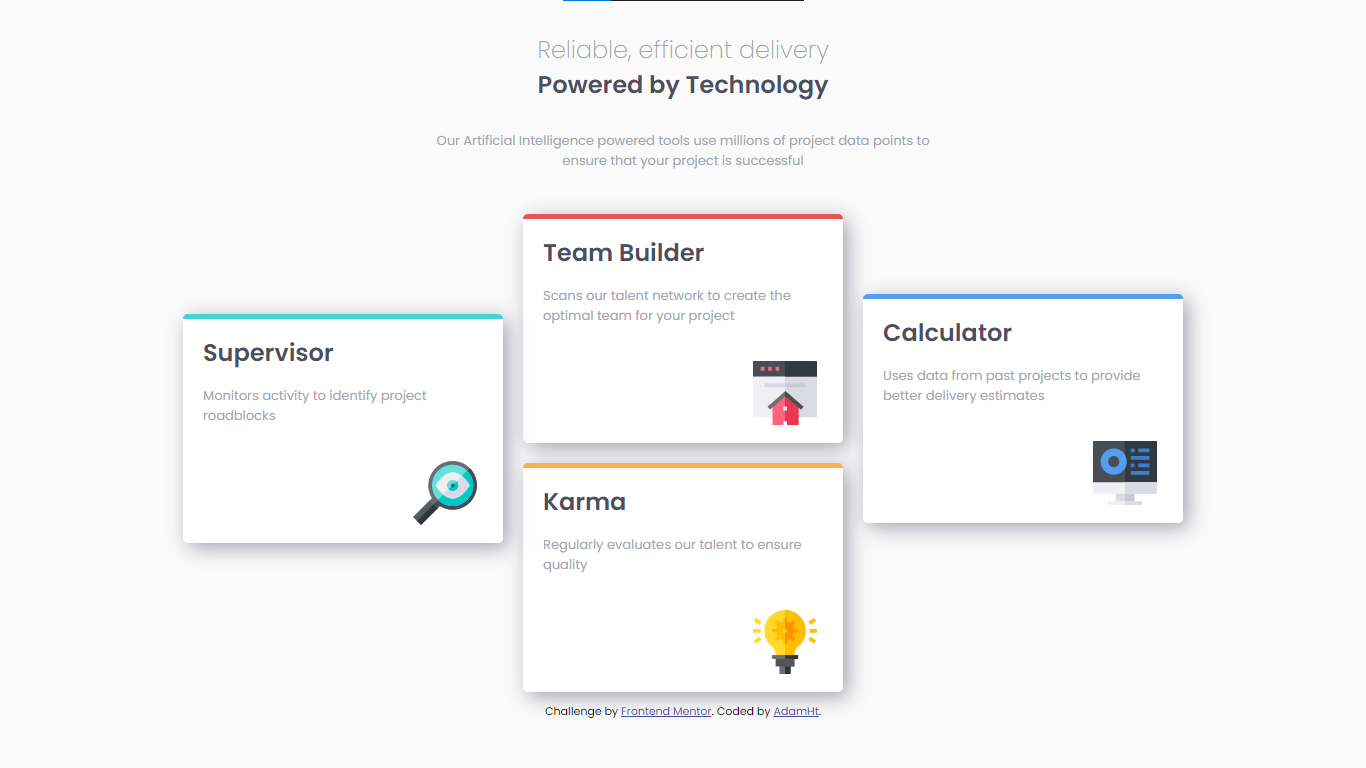 Reliable, efficient delivery
Powered by Technology
Our Artificial Intelligence powered tools use millions of project data points to
ensure that your project is successful
Supervisor
Monitors activity to identify project
roadblocks
Team Builder
Scans our talent network to create the
optimal team for your project
Karma
Regularly evaluates our talent to ensure
quality
Calculator
Uses data from past projects to provide
better delivery estimates
Challenge by Frontend Mentor. Coded by AdamHt.